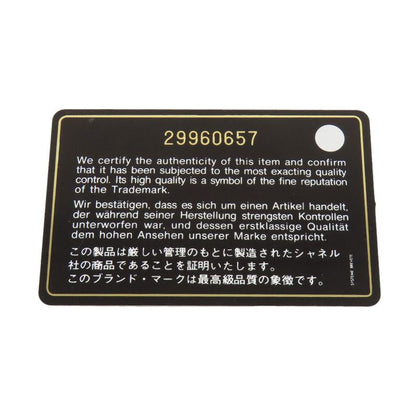 29960657
We certify the authenticity of this item and confirm
that it has been subjected to the most exacting quality
control. Its high quality is a symbol of the fine reputation
of the Trademark.
Wir bestätigen, dass es sich um einen Artikel handelt,
der während seiner Herstellung strengsten Kontrollen
unterworfen war, und dessen erstklassige Qualität
dem hohen Ansehen unserer Marke entspricht.
この製品は厳しい管理のもとに製造されたシャネル
社の商品であることを証明いたします。
このブランド・マークは最高級品質の象徴です。